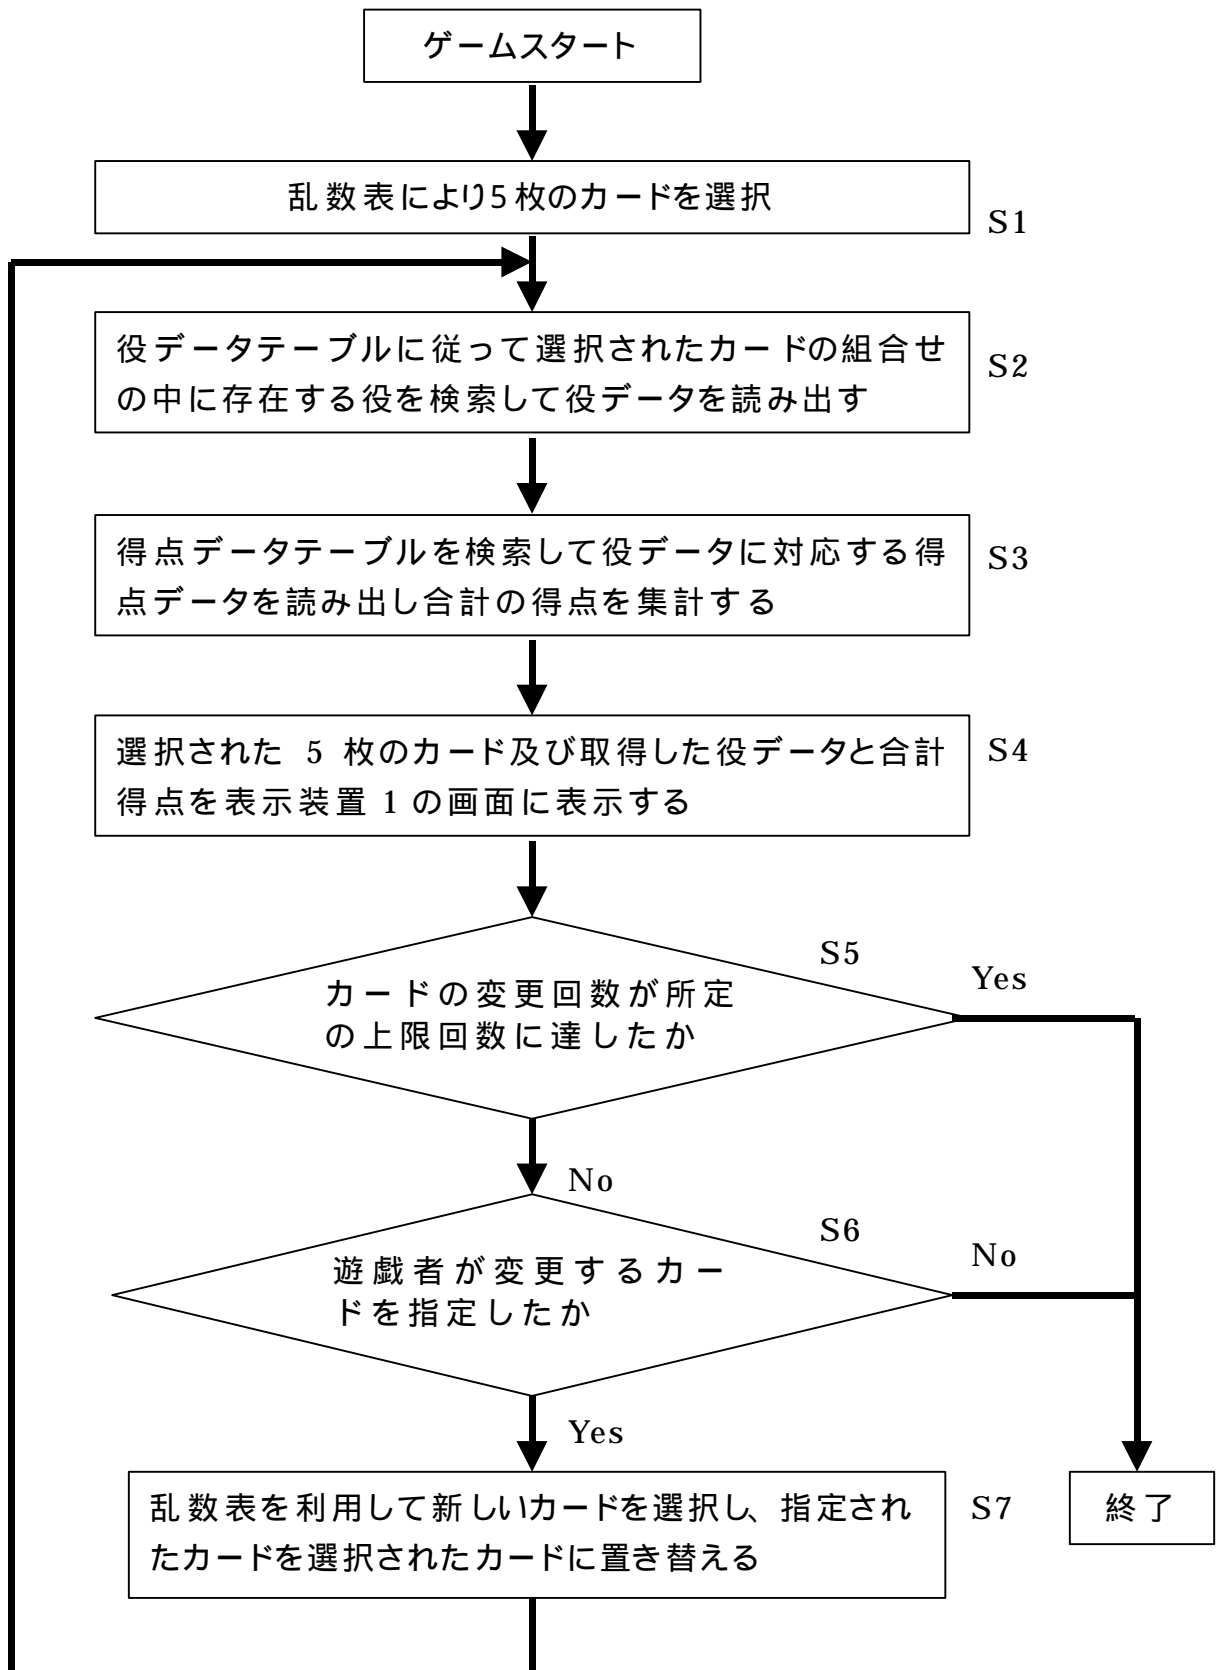 ゲームスタート
乱数表により5枚のカードを選択
S1
役データテーブルに従って選択されたカードの組合せ
の中に存在する役を検索して役データを読み出す
S2
得点データテーブルを検索して役データに対応する得
点データを読み出し合計の得点を集計する
S3
選択された 5 枚のカード及び取得した役データと合計
得点を表示装置 1 の画面に表示する
S4
S5
カードの変更回数が所定
の上限回数に達したか
Yes
No
S6
遊戯者が変更するカー
ドを指定したか
No
Yes
乱数表を利用して新しいカードを選択し、指定され
たカードを選択されたカードに置き替える
S7
終了